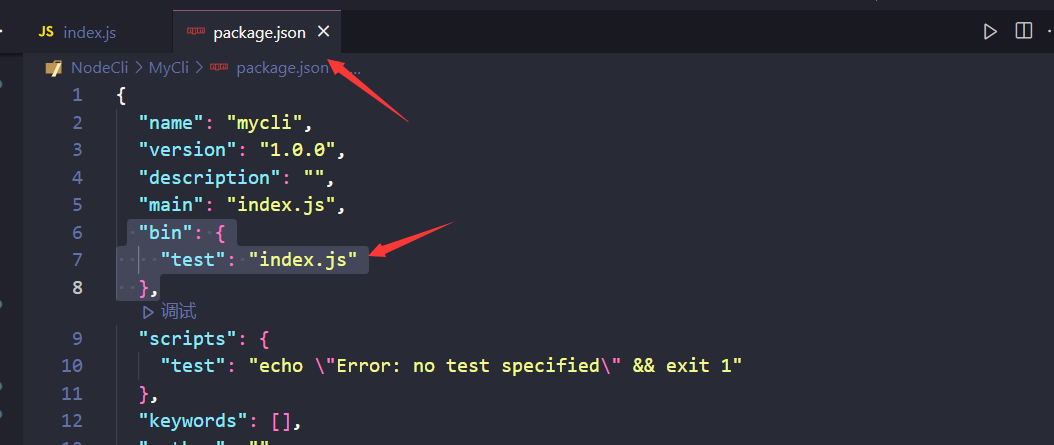 JS index.js
package.json ×
NodeCli > MyCli > package.json ...
1 {
2 "name": "mycli",
3 "version": "1.0.0",
4 "description": "",
5 "main": "index.js",
6 "bin": {
7 "test": "index.js"
8 },
调试
9 "scripts": {
10 "test": "echo \"Error: no test specified\" && exit 1"
11 },
12 "keywords": [],